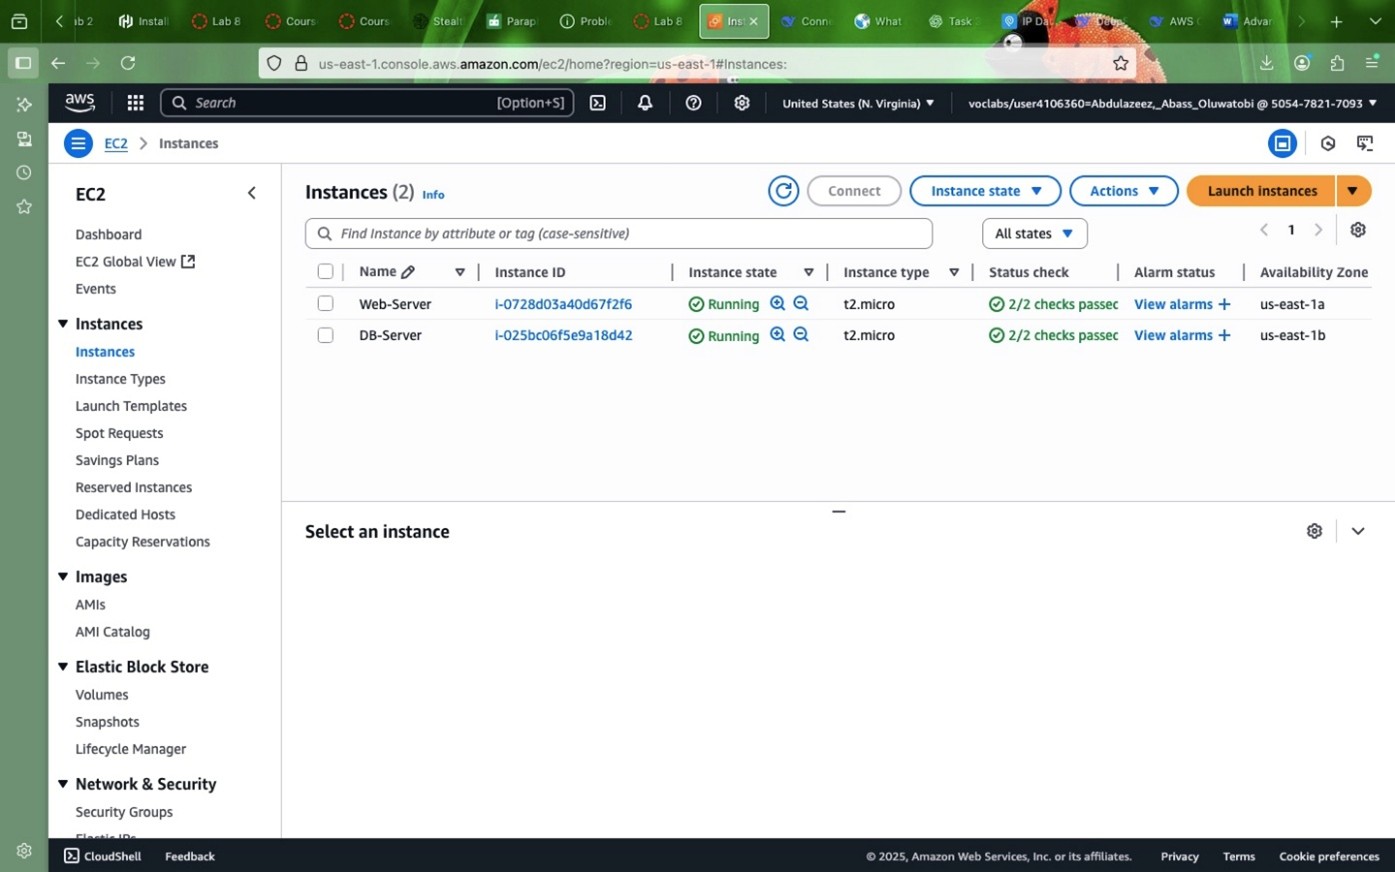 ab 2
Install
Lab 8
Cours
Cours
Stealt
Parap
Proble
Lab 8
Inst
Conne
What
Task 2
IP Da
Debu
AWS C
Advar
us-east-1.console.aws.amazon.com/ec2/home?region=us-east-1#Instances:
aws
Search [Option+S]
United States (N. Virginia)
voclabs/user4106360=Abdulazeez,_Abass_Oluwatobi @ 5054-7821-7093
EC2 > Instances
EC2
Dashboard
EC2 Global View
Events
Instances
Instances
Instance Types
Launch Templates
Spot Requests
Savings Plans
Reserved Instances
Dedicated Hosts
Capacity Reservations
Images
AMIs
AMI Catalog
Elastic Block Store
Volumes
Snapshots
Lifecycle Manager
Network & Security
Security Groups
Elastic IPs
Instances (2) Info
Connect
Instance state
Actions
Launch instances
Find Instance by attribute or tag (case-sensitive)
All states
1
Name Instance ID Instance state Instance type Status check Alarm status Availability Zone
Web-Server i-0728d03a40d67f2f6 Running t2.micro 2/2 checks passec View alarms + us-east-1a
DB-Server i-025bc06f5e9a18d42 Running t2.micro 2/2 checks passec View alarms + us-east-1b
Select an instance
CloudShell Feedback © 2025, Amazon Web Services, Inc. or its affiliates. Privacy Terms Cookie preferences